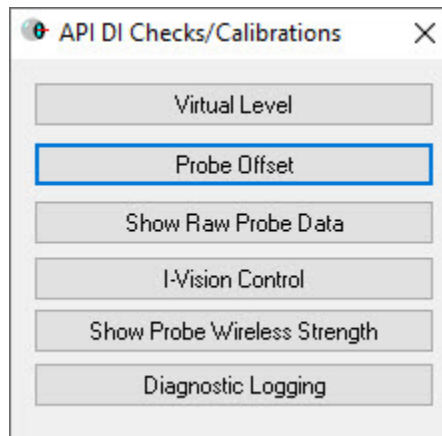 API DI Checks/Calibrations
Virtual Level
Probe Offset
Show Raw Probe Data
I-Vision Control
Show Probe Wireless Strength
Diagnostic Logging